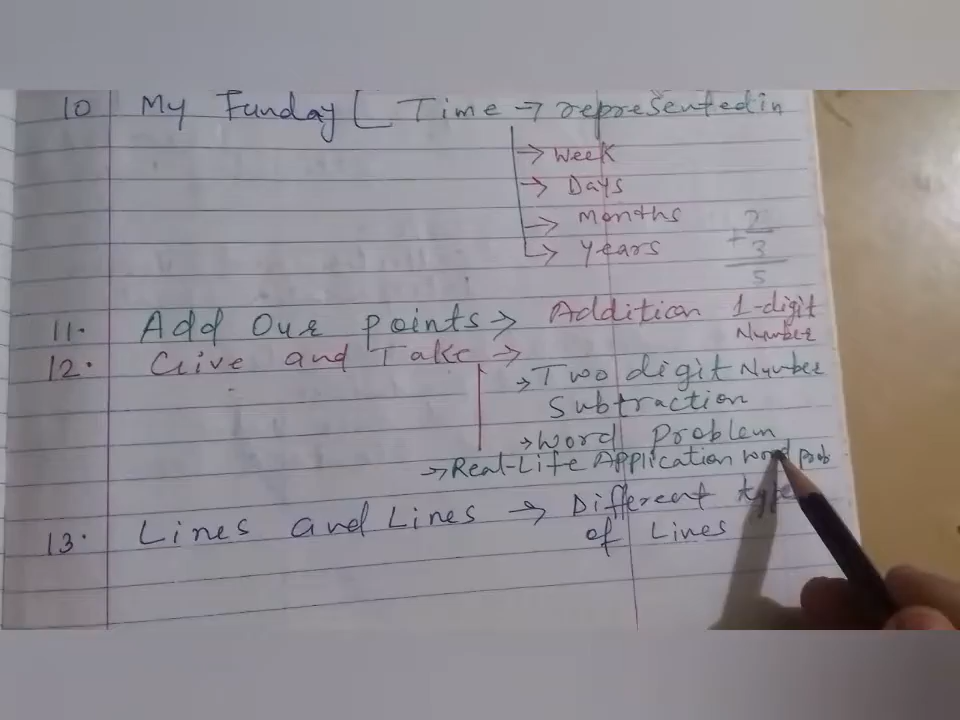 10 My Funday [ Time → represented in
→ Week
→ Days
→ Months
→ Years
2
+ 3
5
11. Add Our points → Addition 1-digit
Number
12. Give and Take →
→ Two digit Number
Subtraction
→ Word Problem
→ Real-Life Application word prob
13. Lines and Lines → Different type
of Lines